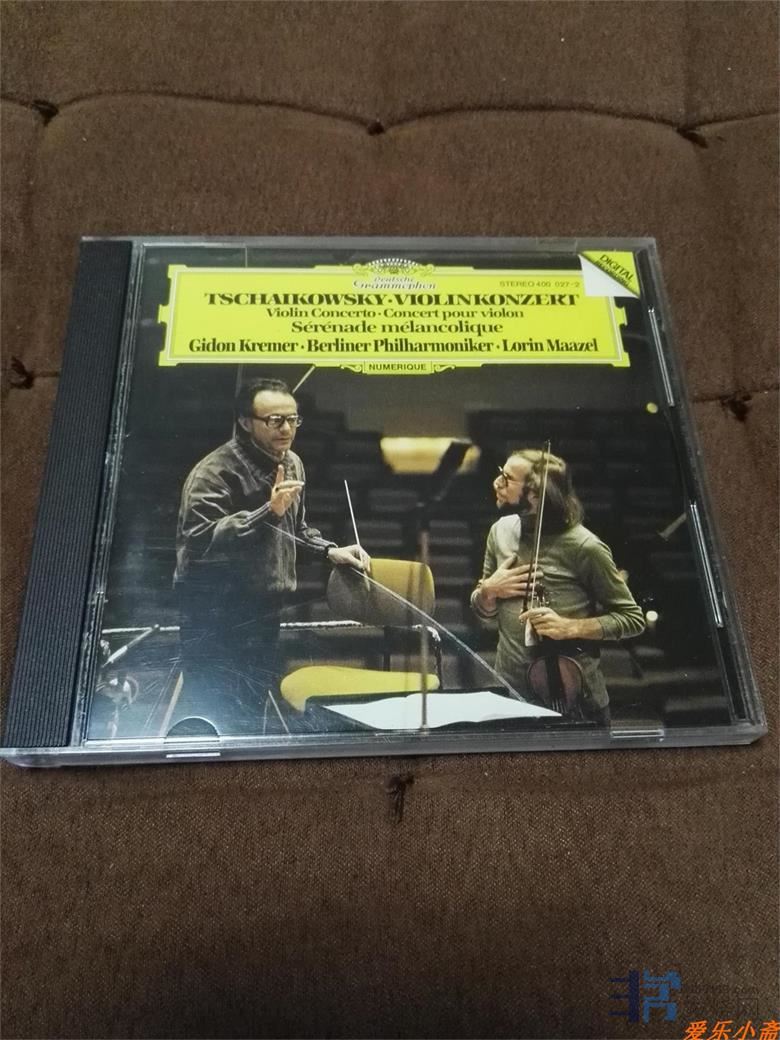 Deutsche
Grammophon
STEREO 400 027-2
DIGITAL
RECORDING
TSCHAIKOWSKY · VIOLINKONZERT
Violin Concerto · Concert pour violon
Sérénade mélancolique
Gidon Kremer · Berliner Philharmoniker · Lorin Maazel
NUMERIQUE
爱乐小斋